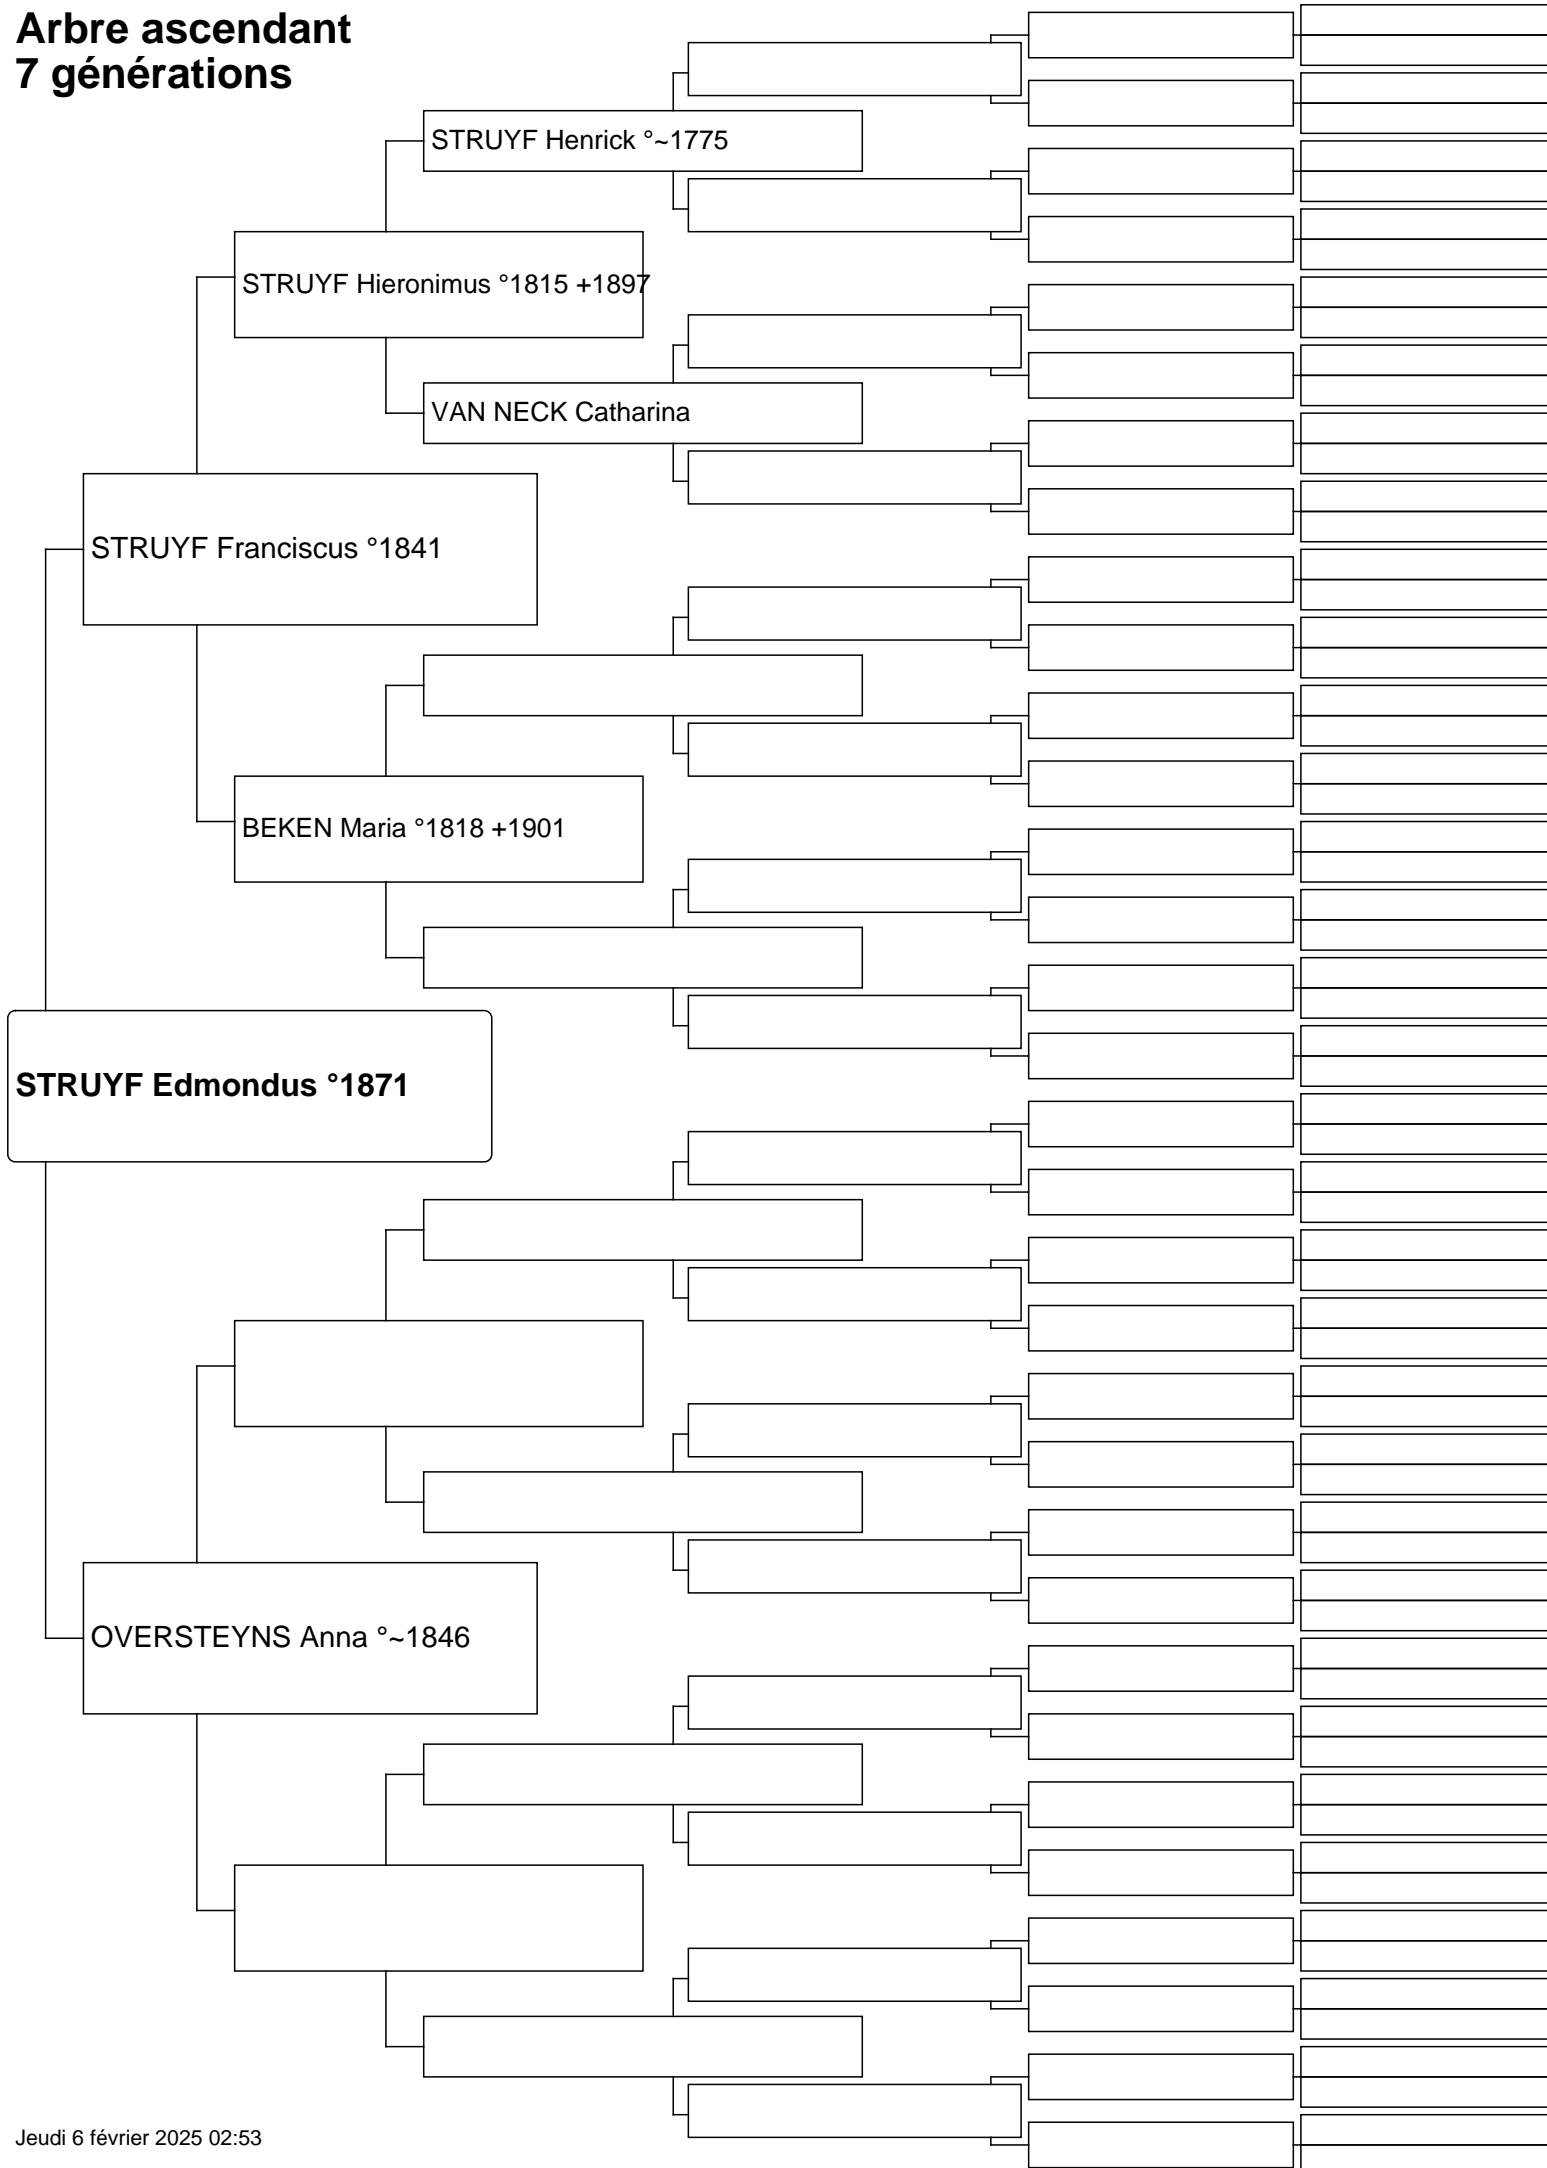 Arbre ascendant
7 générations
STRUYF Henrick °~1775
STRUYF Hieronimus °1815 +1897
VAN NECK Catharina
STRUYF Franciscus °1841
BEKEN Maria °1818 +1901
STRUYF Edmondus °1871
OVERSTEYNS Anna °~1846
Jeudi 6 février 2025 02:53